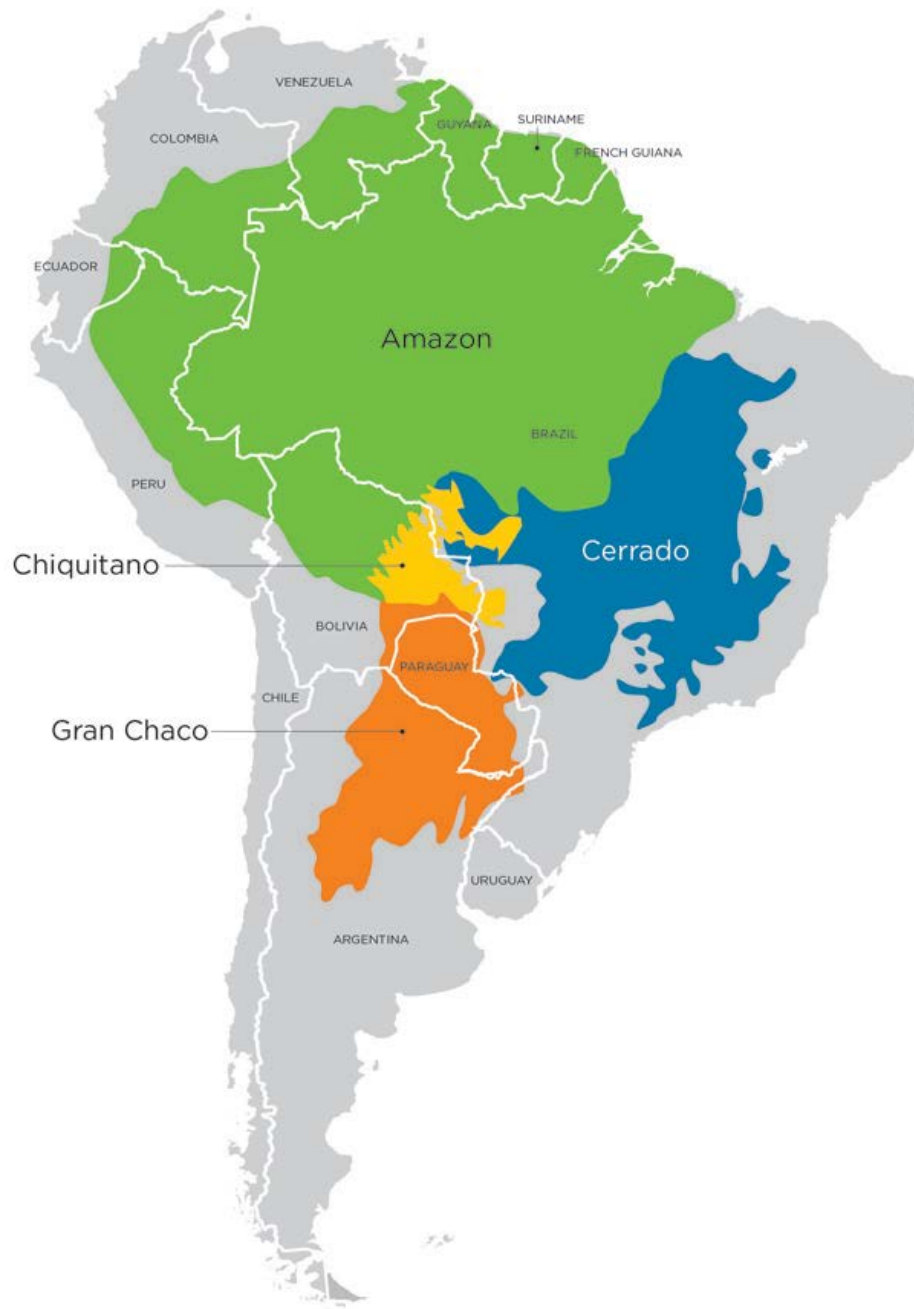 VENEZUELA
COLOMBIA
GUYANA
SURINAME
FRENCH GUIANA
ECUADOR
Amazon
BRAZIL
PERU
Cerrado
Chiquitano
BOLIVIA
PARAGUAY
CHILE
Gran Chaco
URUGUAY
ARGENTINA